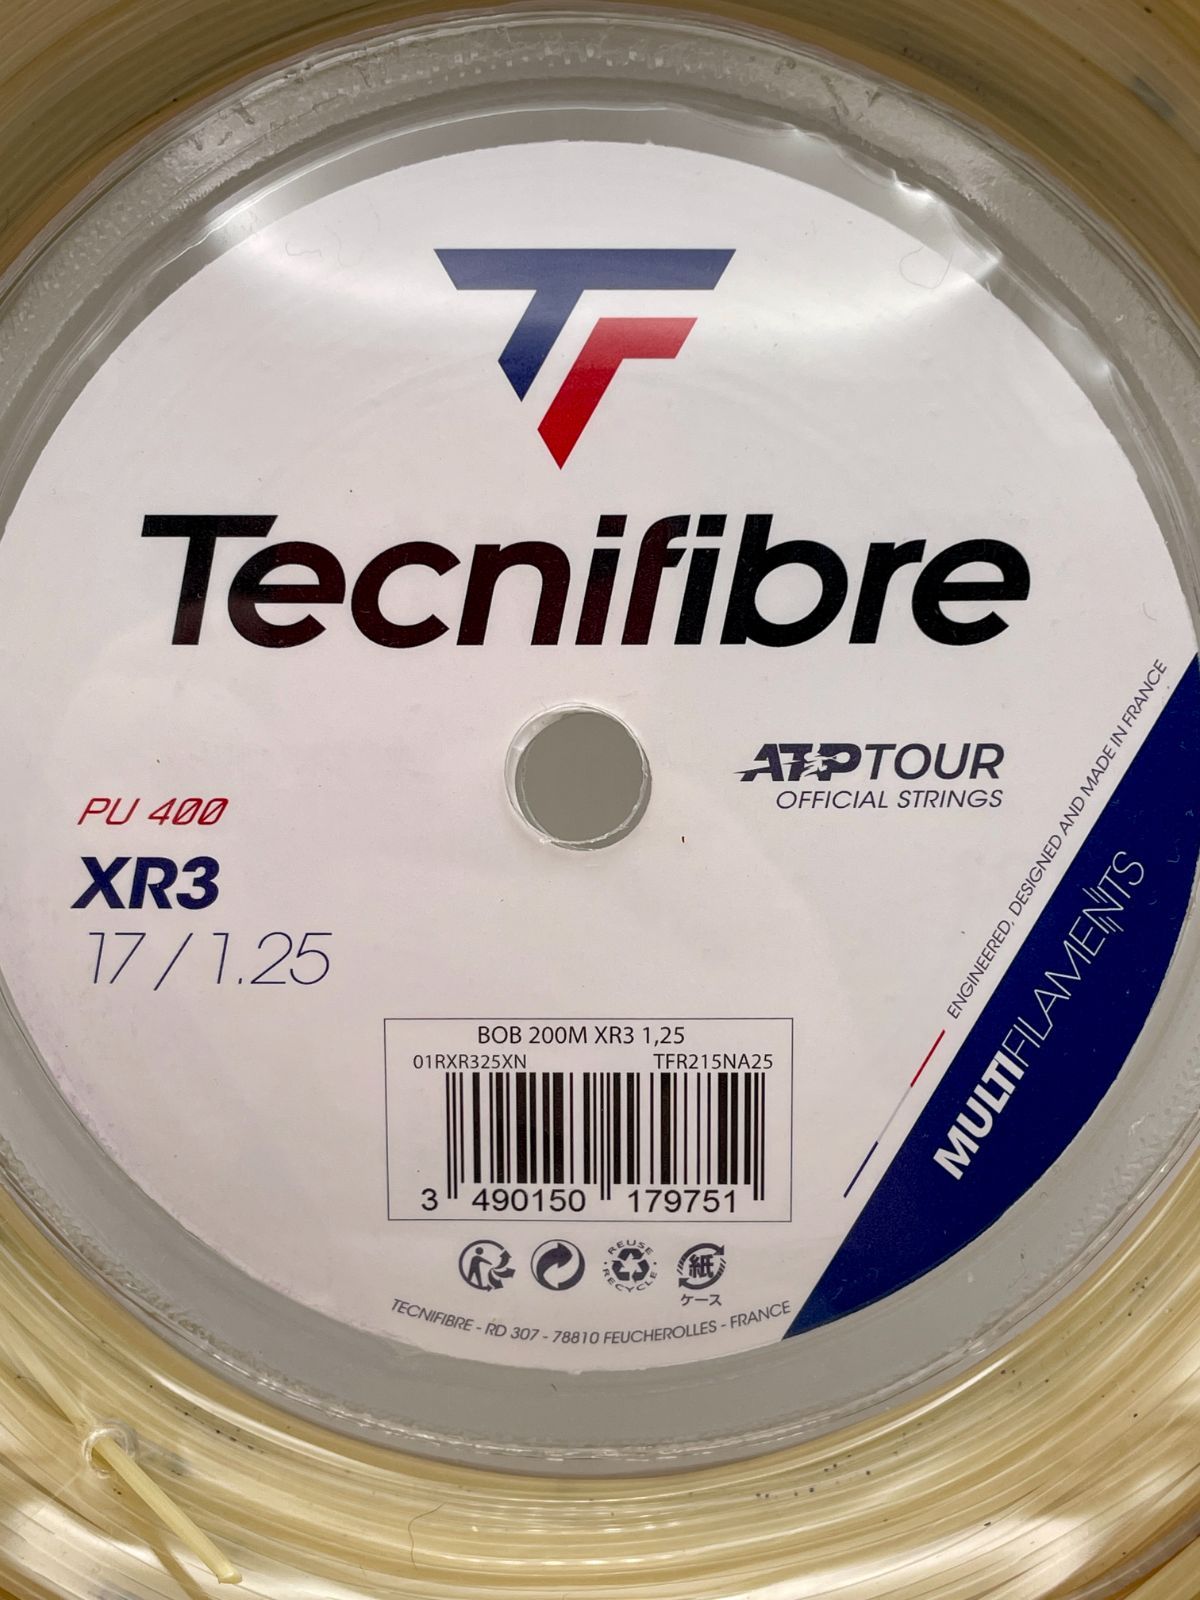 Tecnifibre
ATP TOUR
OFFICIAL STRINGS
PU 400
XR3
17 / 1.25
ENGINEERED, DESIGNED AND MADE IN FRANCE
MULTIFILAMENTS
BOB 200M XR3 1,25
01RXR325XN TFR215NA25
3 490150 179751
REUSE
RECYCLE
紙
ケース
TECNIFIBRE - RD 307 - 78810 FEUCHEROLLES - FRANCE